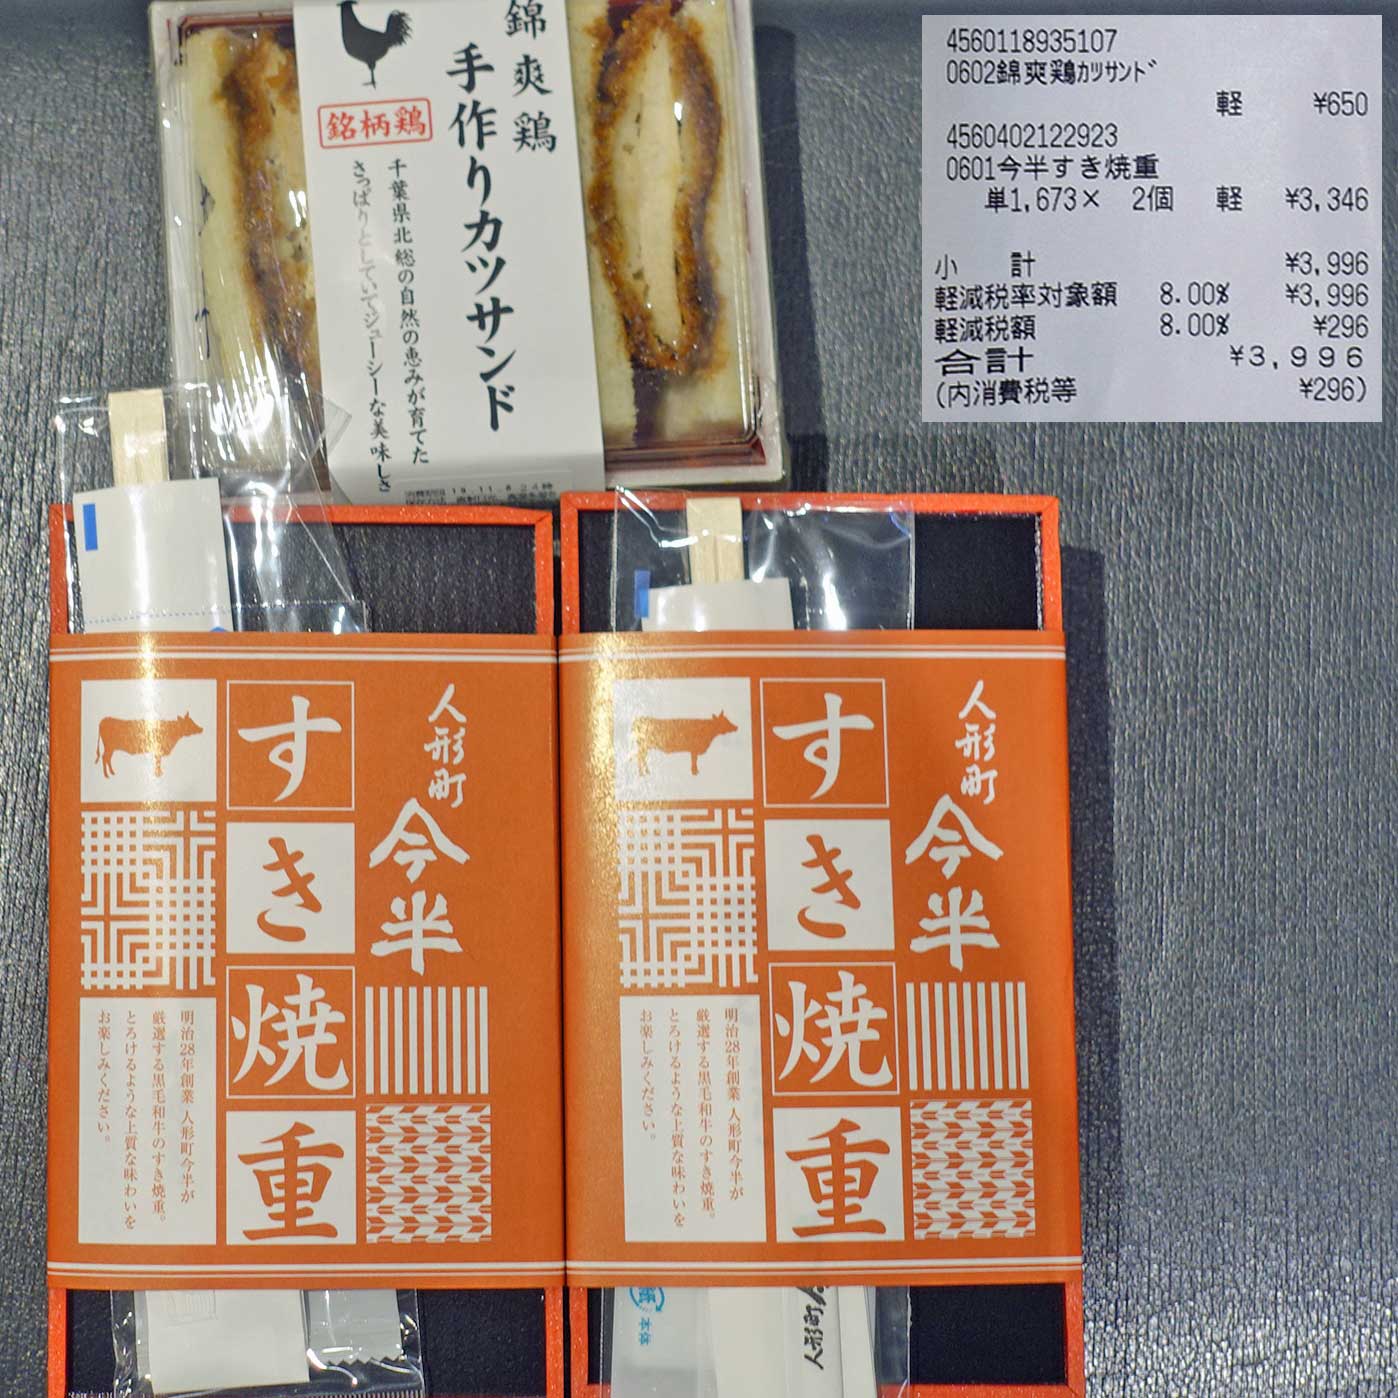 錦爽鶏
手作りカツサンド
銘柄鶏
千葉県北総の自然の恵みが育てた
さっぱりとしていてジューシーな美味しさ
4560118935107
0602錦爽鶏ｶﾂｻﾝﾄﾞ
軽 ¥650
4560402122923
0601今半すき焼重
単1,673× 2個 軽 ¥3,346
小 計 ¥3,996
軽減税率対象額 8.00% ¥3,996
軽減税額 8.00% ¥296
合計 ¥3,996
(内消費税等 ¥296)
人形町
今半
すき焼重
明治28年創業 人形町今半が
厳選する黒毛和牛のすき焼重。
とろけるような上質な味わいを
お楽しみください。
人形町
今半
すき焼重
明治28年創業 人形町今半が
厳選する黒毛和牛のすき焼重。
とろけるような上質な味わいを
お楽しみください。
紙
本体